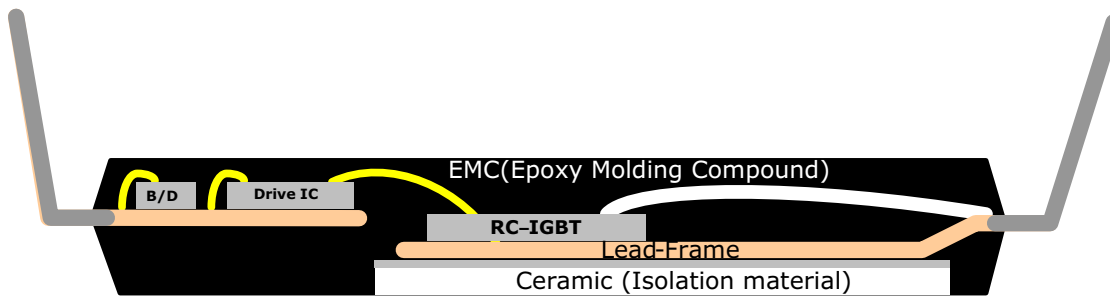 EMC(Epoxy Molding Compound)
B/D
Drive IC
RC–IGBT
Lead-Frame
Ceramic (Isolation material)